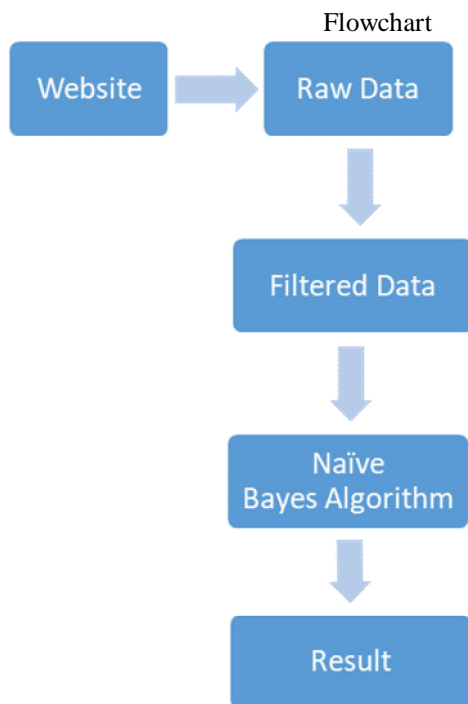 Flowchart
Website
Raw Data
Filtered Data
Naïve
Bayes Algorithm
Result